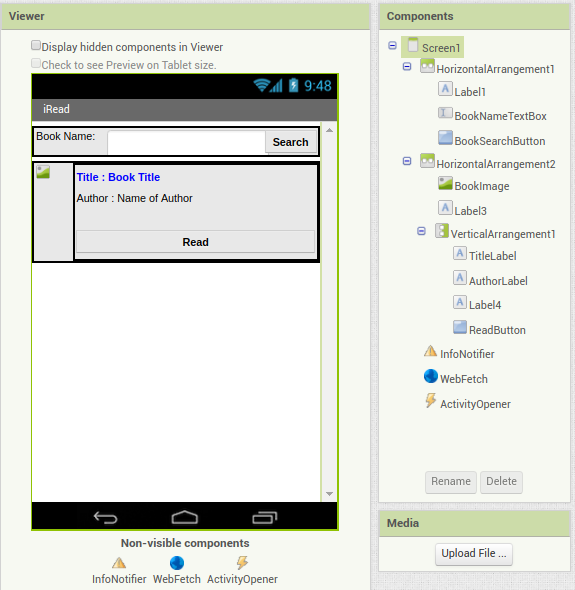 Viewer
Display hidden components in Viewer
Check to see Preview on Tablet size.
9:48
iRead
Book Name:
Search
Title : Book Title
Author : Name of Author
Read
Non-visible components
InfoNotifier WebFetch ActivityOpener
Components
Screen1
HorizontalArrangement1
Label1
BookNameTextBox
BookSearchButton
HorizontalArrangement2
BookImage
Label3
VerticalArrangement1
TitleLabel
AuthorLabel
Label4
ReadButton
InfoNotifier
WebFetch
ActivityOpener
Rename Delete
Media
Upload File ...